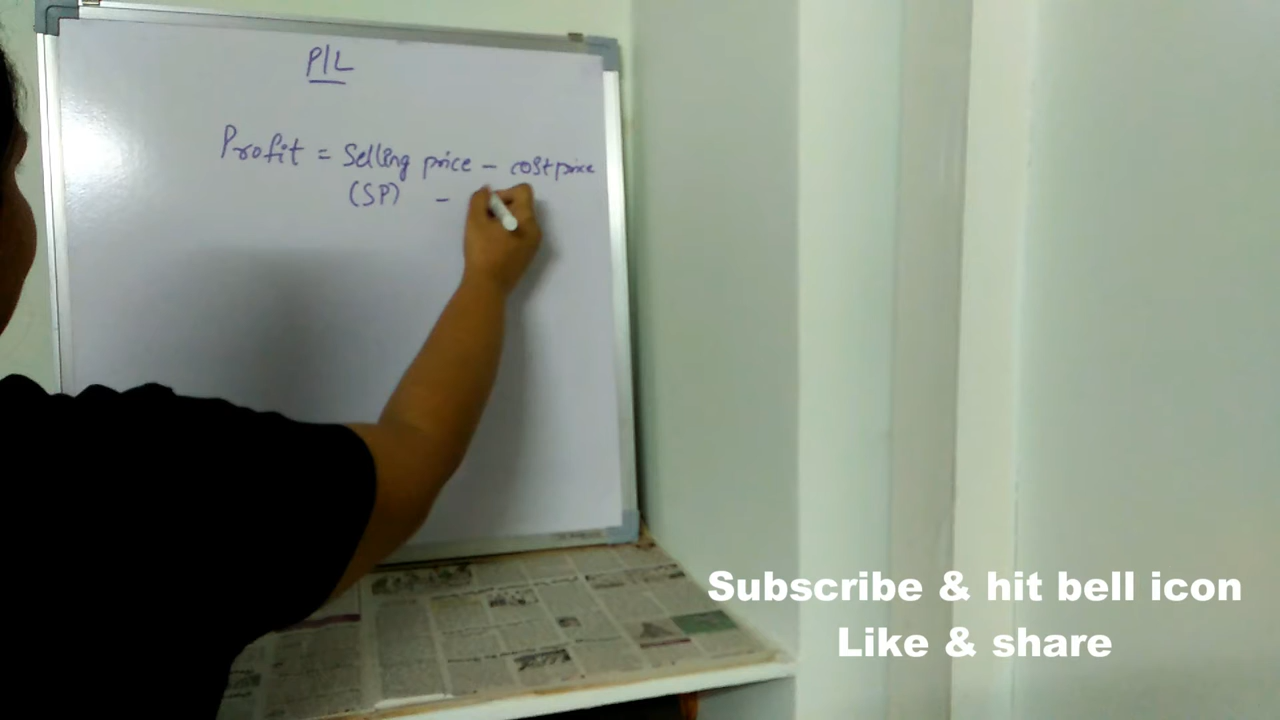 P/L
Profit = Selling price - cost price
(SP) -
Subscribe & hit bell icon
Like & share